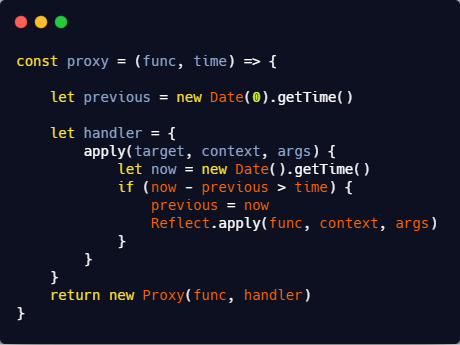 const proxy = (func, time) => {
let previous = new Date(0).getTime()
let handler = {
apply(target, context, args) {
let now = new Date().getTime()
if (now - previous > time) {
previous = now
Reflect.apply(func, context, args)
}
}
}
return new Proxy(func, handler)
}